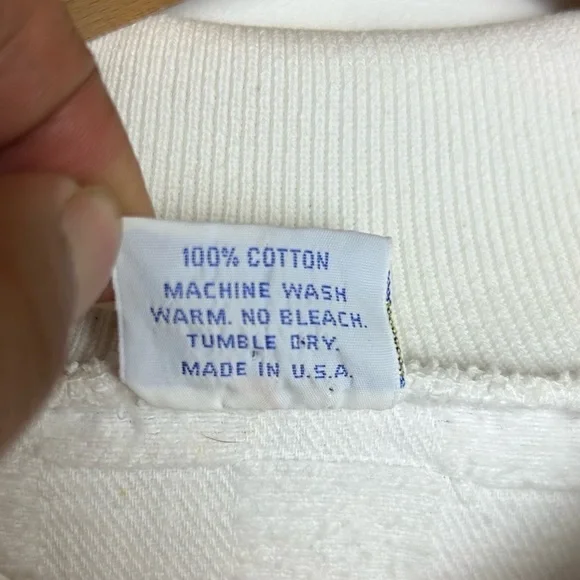 100% COTTON
MACHINE WASH
WARM. NO BLEACH.
TUMBLE DRY.
MADE IN U.S.A.